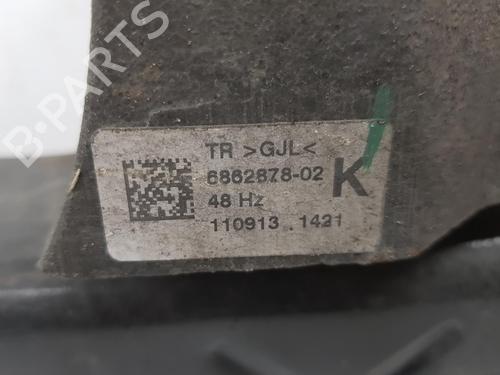 TR >GJL<
6862878-02
K
48 Hz
110913 1421
B-PARTS